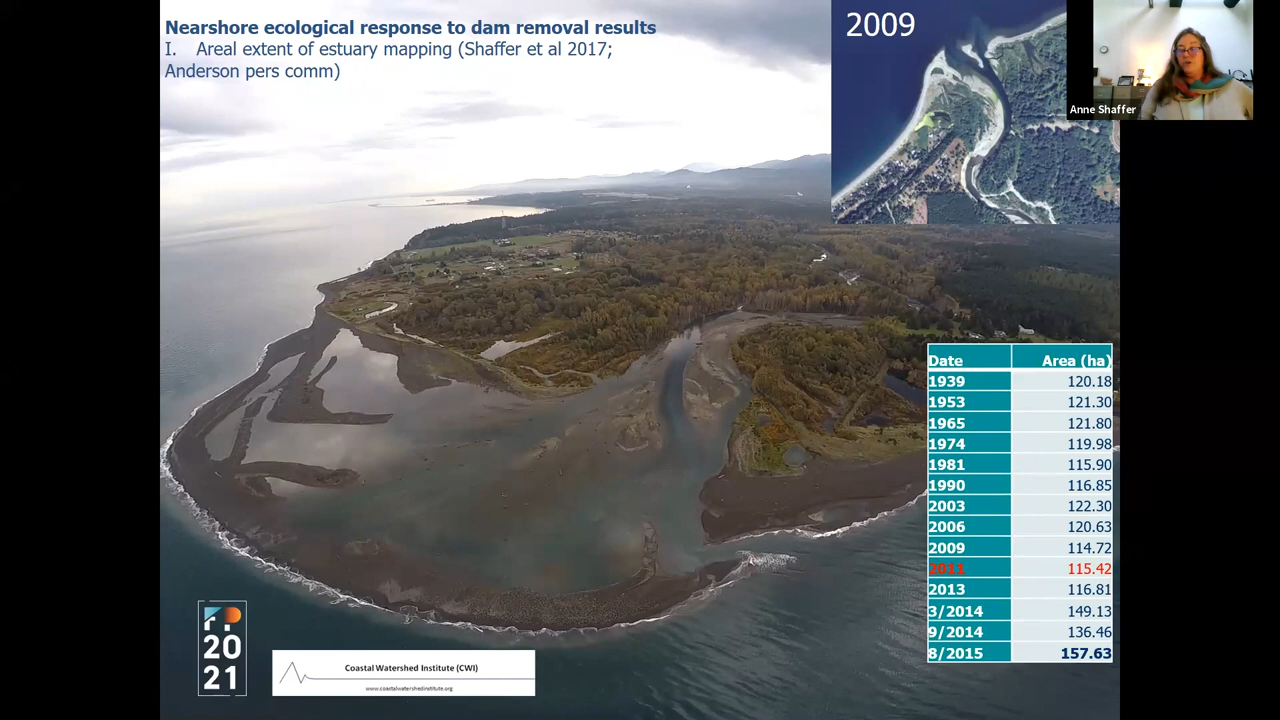 Nearshore ecological response to dam removal results
I. Areal extent of estuary mapping (Shaffer et al 2017;
Anderson pers comm)
2009
Anne Shaffer
Date Area (ha)
1939 120.18
1953 121.30
1965 121.80
1974 119.98
1981 115.90
1990 116.85
2003 122.30
2006 120.63
2009 114.72
2011 115.42
2013 116.81
3/2014 149.13
9/2014 136.46
8/2015 157.63
20
21
Coastal Watershed Institute (CWI)
www.coastalwatershedinstitute.org